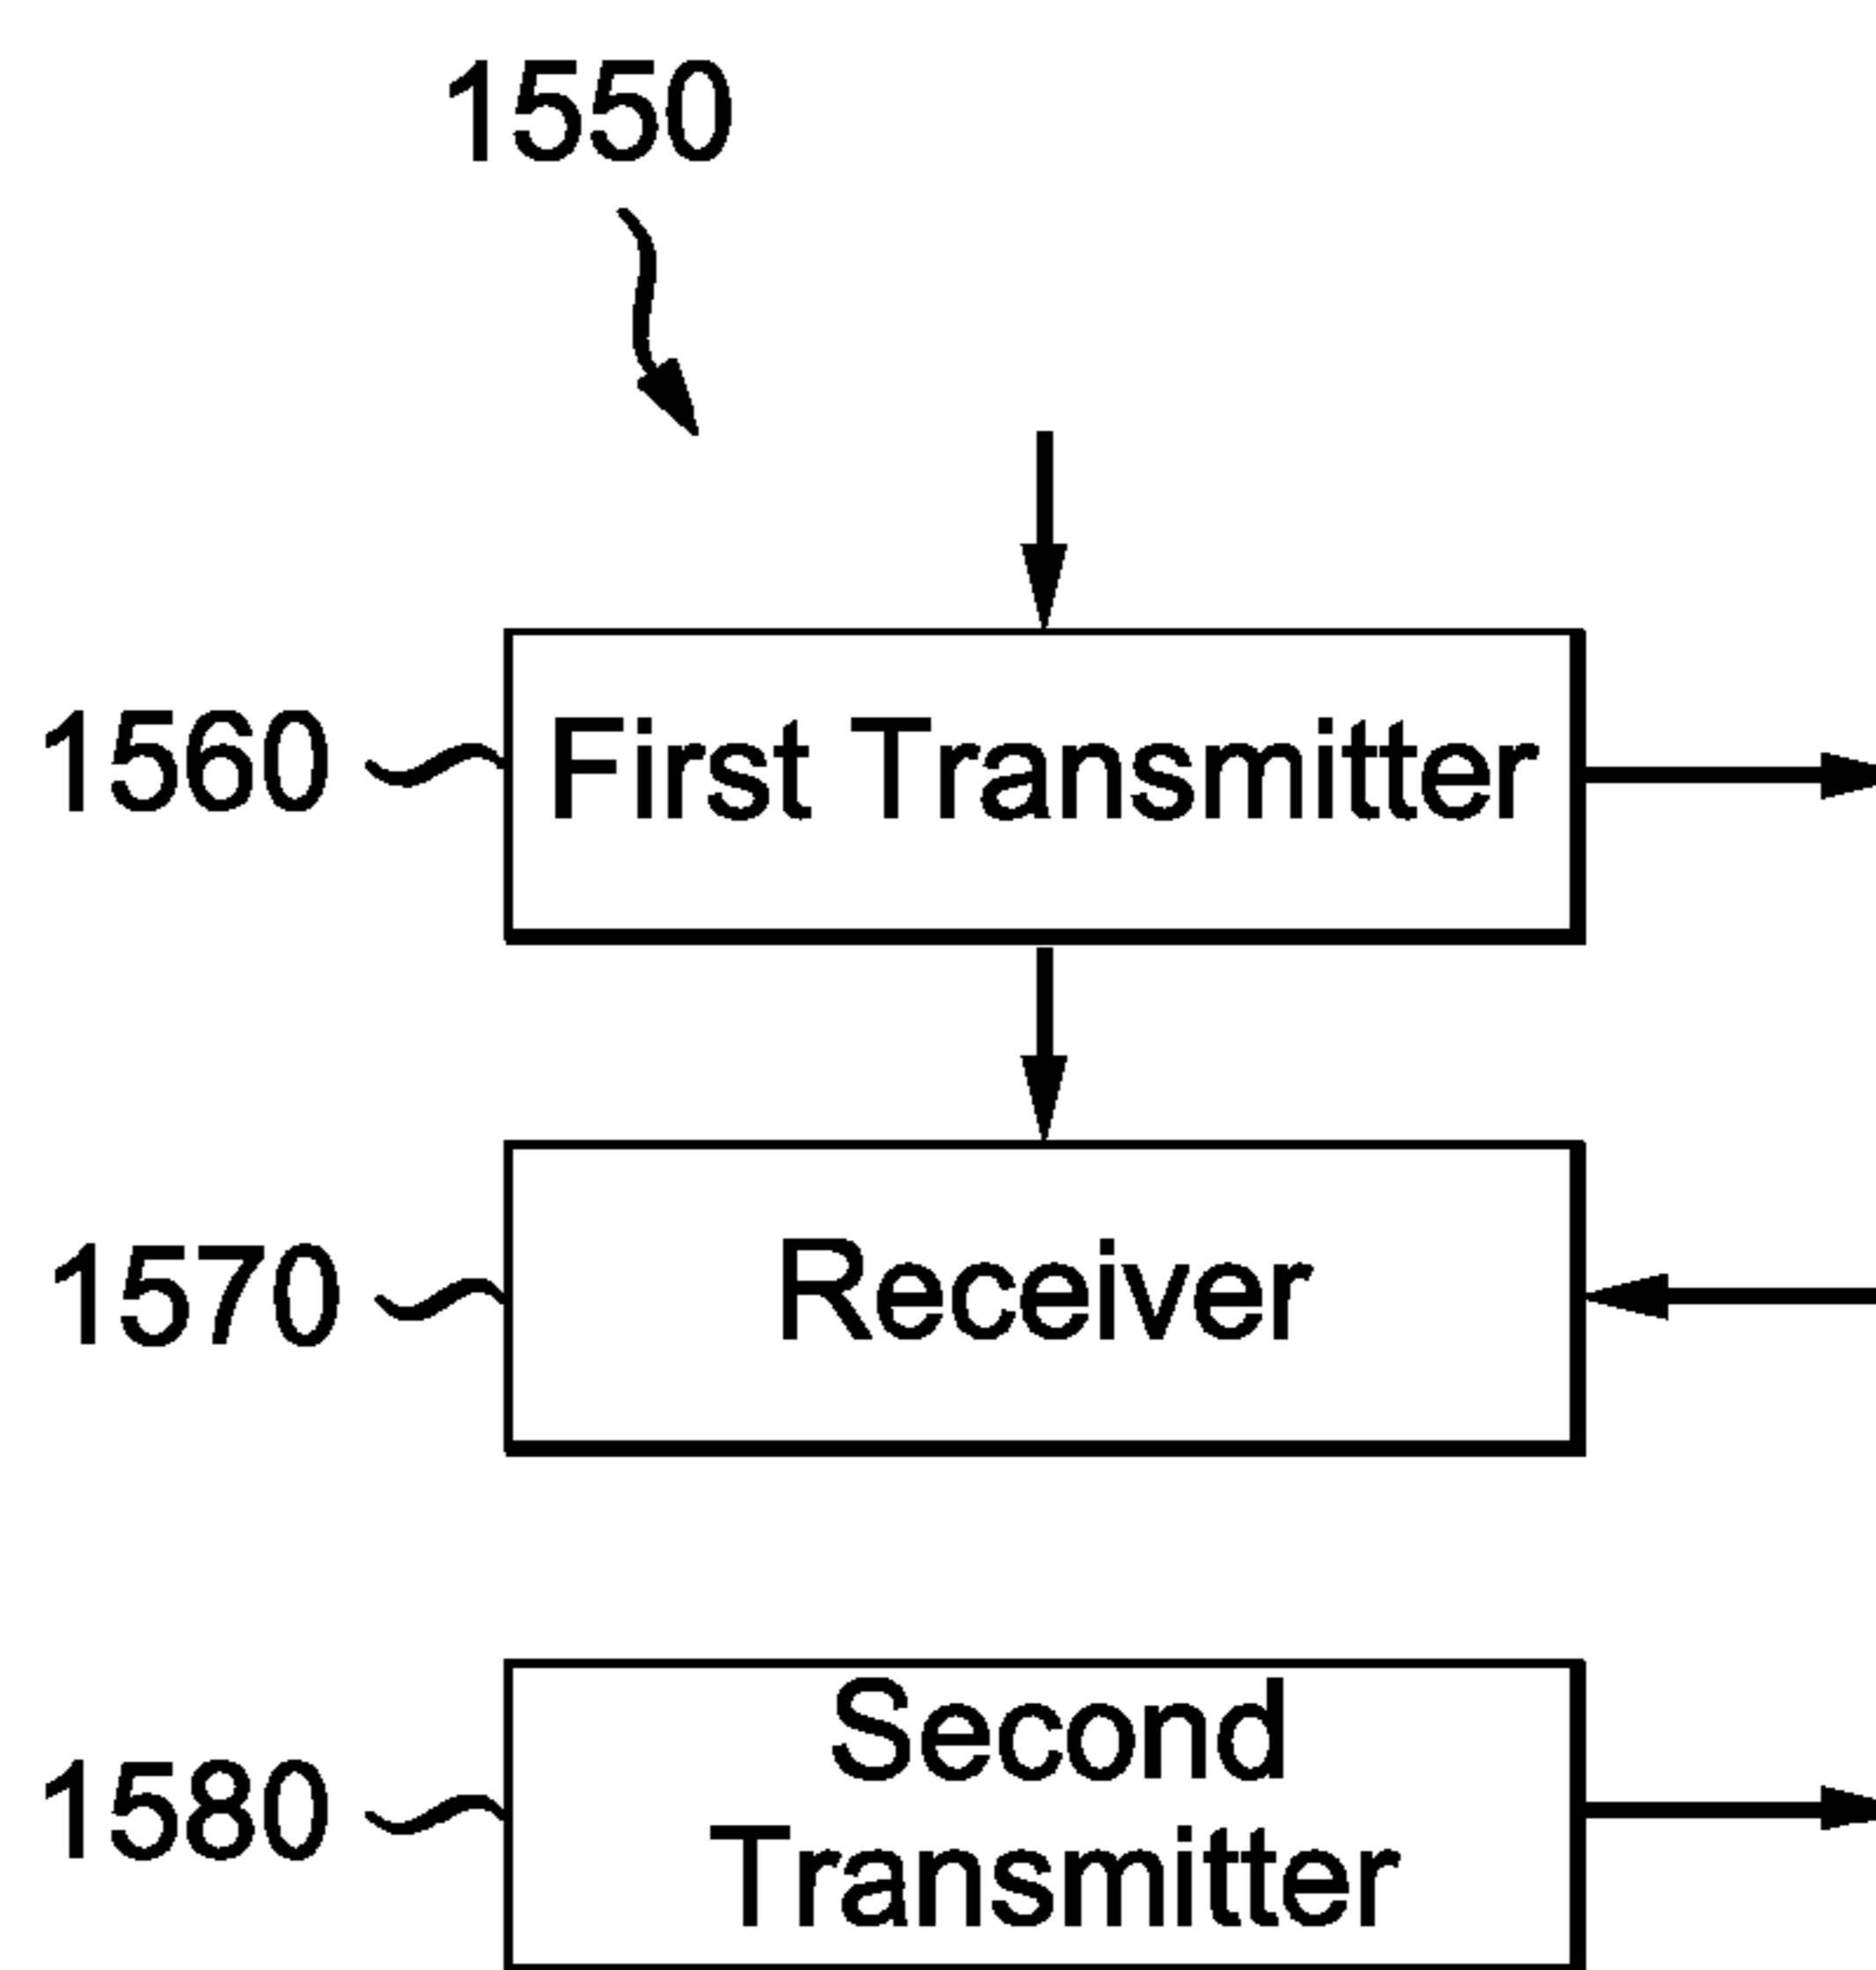 1550
1560 First Transmitter
1570 Receiver
Second
1580
Transmitter